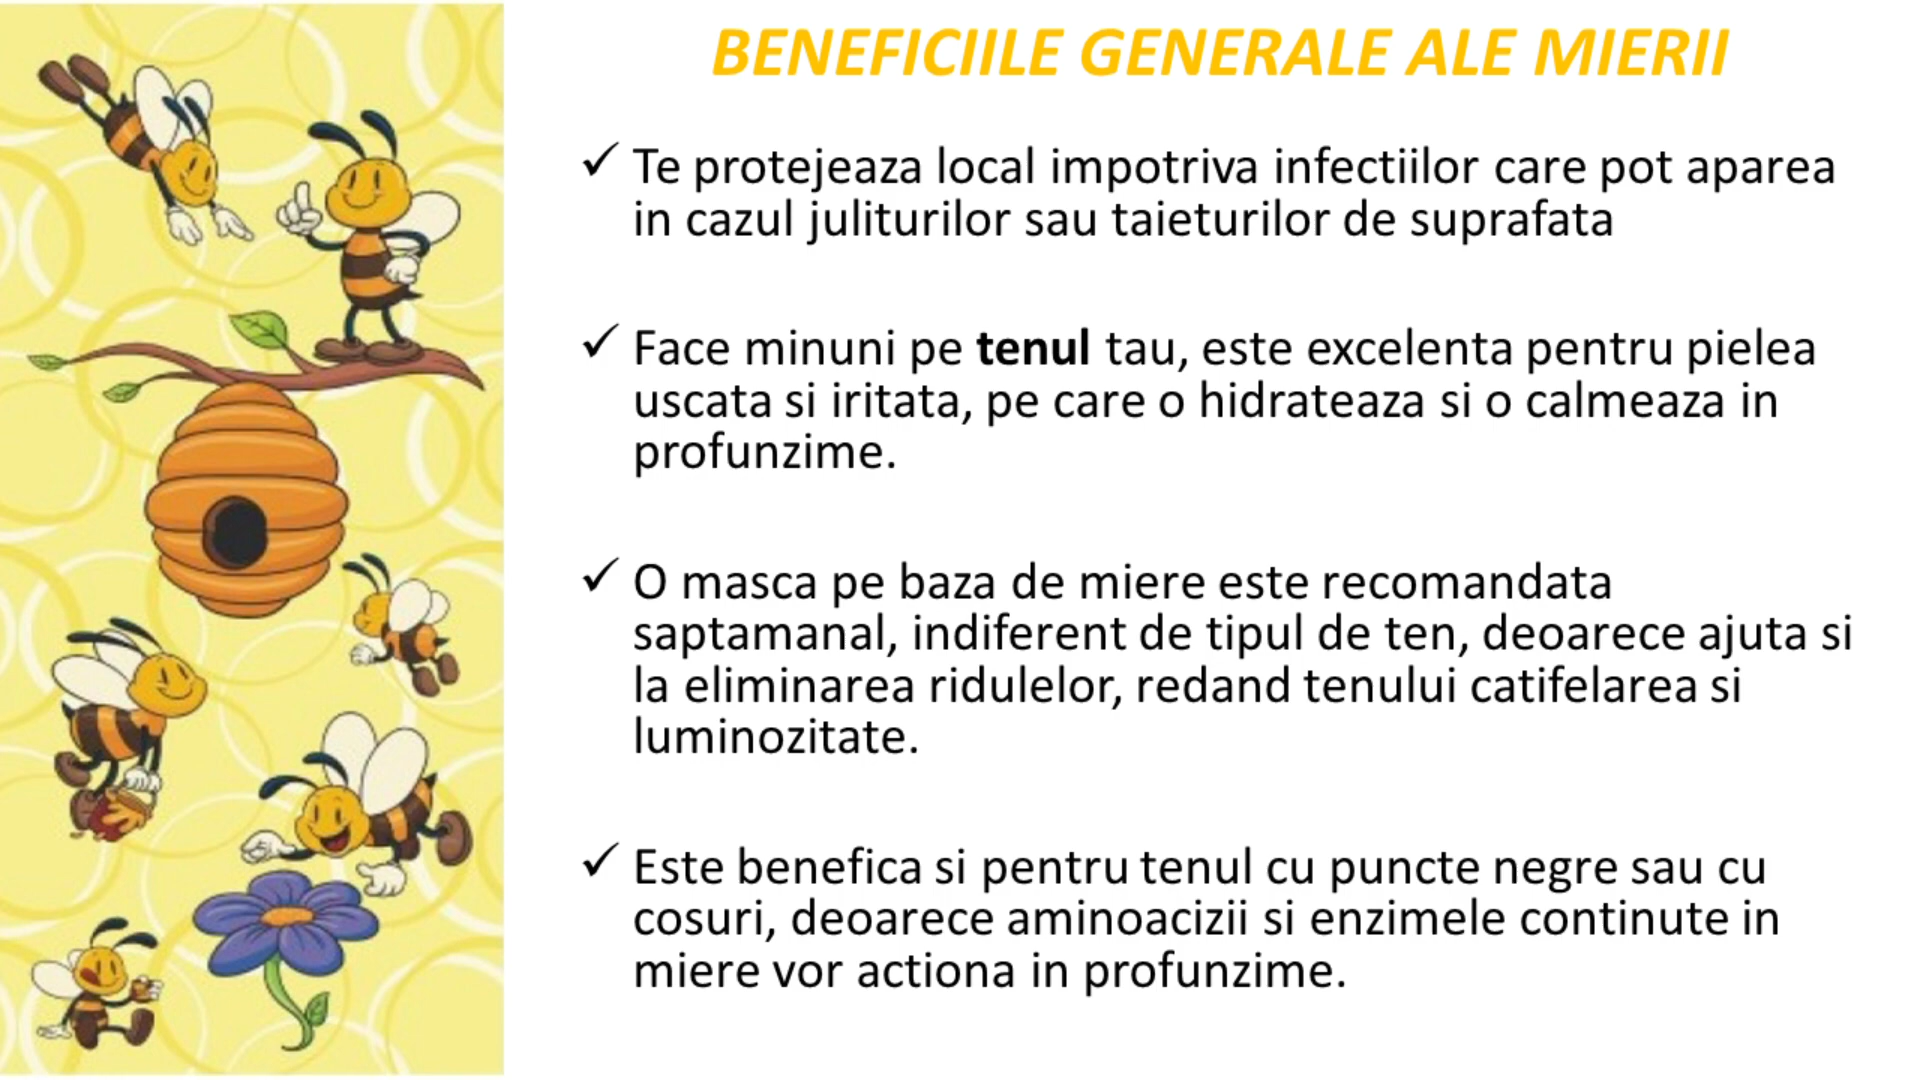 BENEFICIILE GENERALE ALE MIERII
✓ Te protejeaza local impotriva infectiilor care pot aparea
in cazul juliturilor sau taieturilor de suprafata
✓ Face minuni pe tenul tau, este excelenta pentru pielea
uscata si iritata, pe care o hidrateaza si o calmeaza in
profunzime.
✓ O masca pe baza de miere este recomandata
saptamanal, indiferent de tipul de ten, deoarece ajuta si
la eliminarea ridulelor, redand tenului catifelarea si
luminozitate.
✓ Este benefica si pentru tenul cu puncte negre sau cu
cosuri, deoarece aminoacizii si enzimele continute in
miere vor actiona in profunzime.